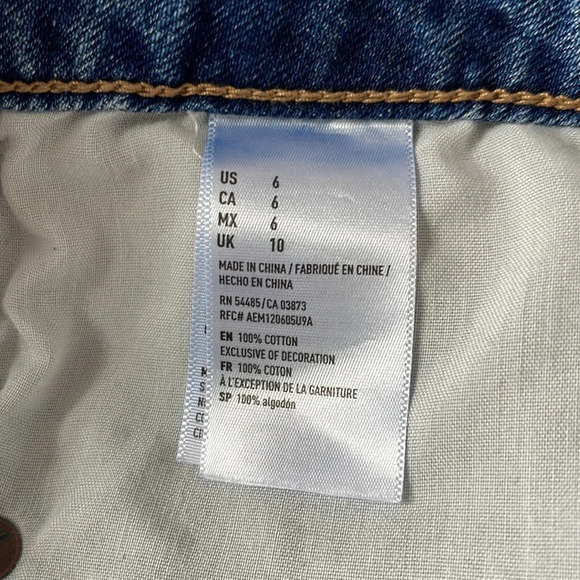 US 6
CA 6
MX 6
UK 10
MADE IN CHINA / FABRIQUÉ EN CHINE /
HECHO EN CHINA
RN 54485/CA 03873
RFC# AEM120605U9A
EN 100% COTTON
EXCLUSIVE OF DECORATION
FR 100% COTON
À L'EXCEPTION DE LA GARNITURE
SP 100% algodón